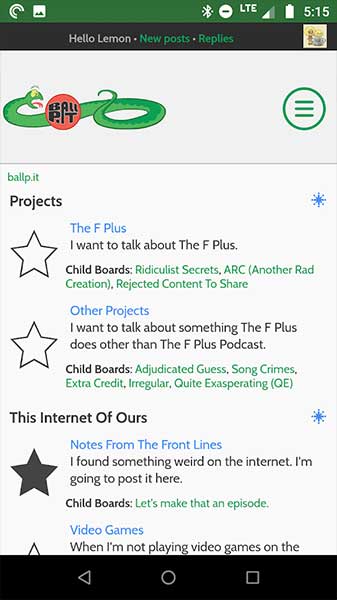 LTE 5:15
Hello Lemon • New posts • Replies
BALL
PIT
ballp.it
Projects
The F Plus
I want to talk about The F Plus.
Child Boards: Ridiculist Secrets, ARC (Another Rad
Creation), Rejected Content To Share
Other Projects
I want to talk about something The F Plus
does other than The F Plus Podcast.
Child Boards: Adjudicated Guess, Song Crimes,
Extra Credit, Irregular, Quite Exasperating (QE)
This Internet Of Ours
Notes From The Front Lines
I found something weird on the internet. I'm
going to post it here.
Child Boards: Let's make that an episode.
Video Games
When I'm not playing video games on the